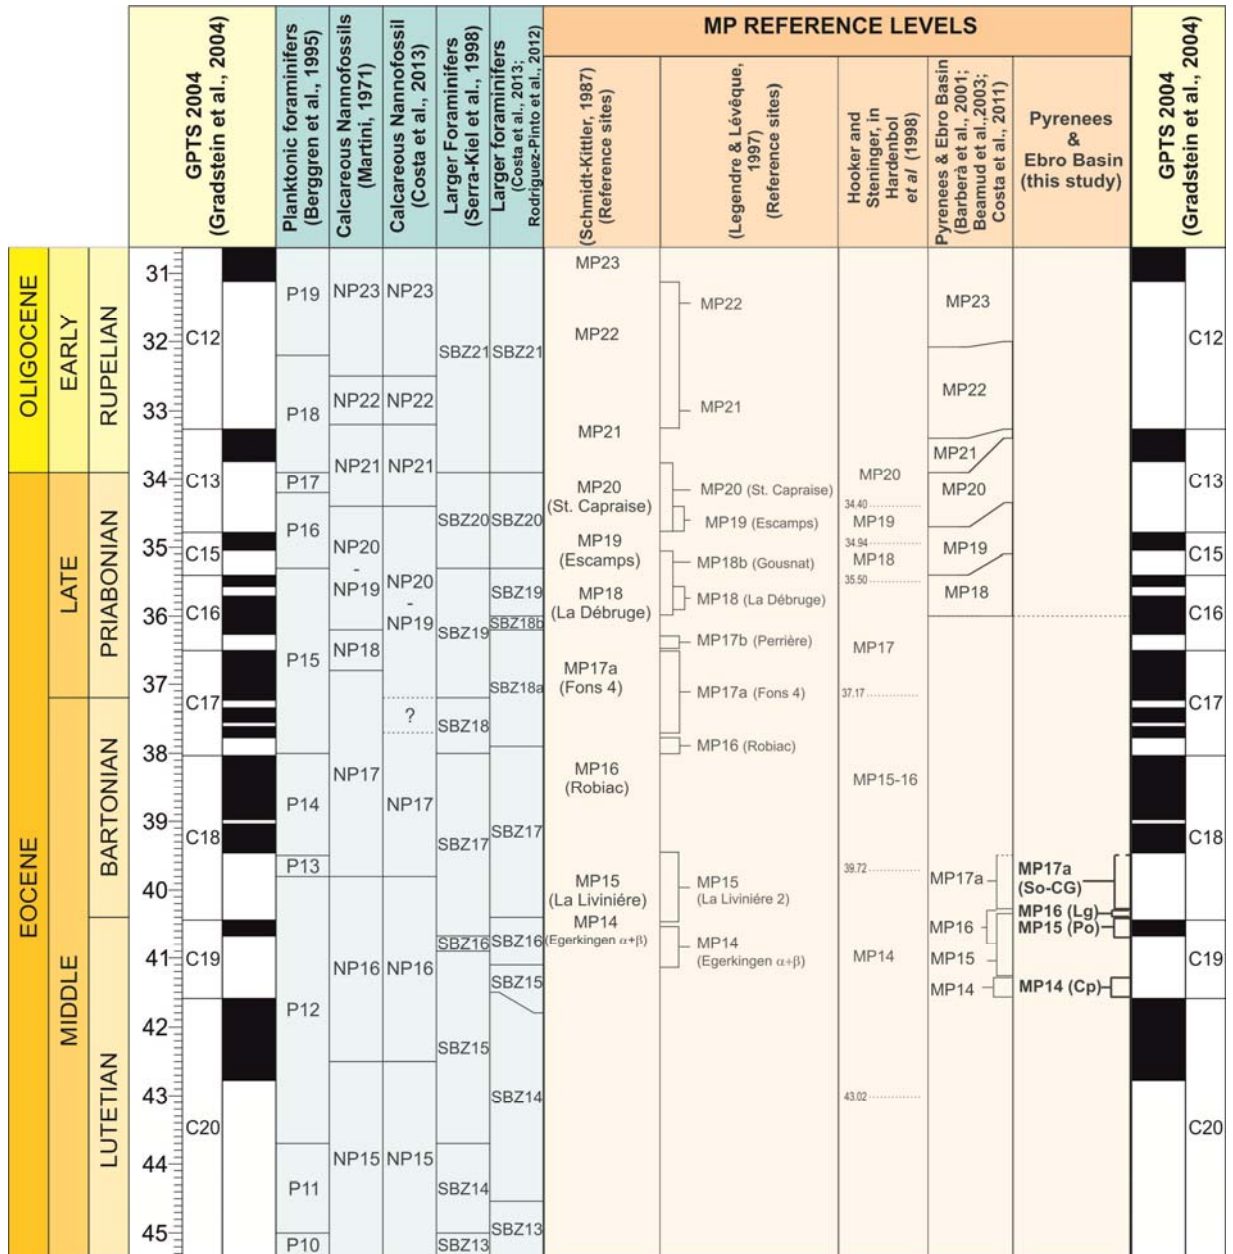 MP REFERENCE LEVELS
GPTS 2004
(Gradstein et al., 2004)
Planktonic foraminifers
(Berggren et al., 1995)
Calcareous Nannofossils
(Martini, 1971)
Calcareous Nannofossil
(Costa et al., 2013)
Larger Foraminifers
(Serra-Kiel et al., 1998)
Larger foraminifers
(Costa et al., 2013;
Rodríguez-Pinto et al., 2012)
(Schmidt-Kittler, 1987)
(Reference sites)
(Legendre & Lévêque,
1997)
(Reference sites)
Hooker and
Steninger, in
Hardenbol
et al (1998)
Pyrenees & Ebro Basin
(Barberà et al., 2001;
Beamud et al.,2003;
Costa et al., 2011)
Pyrenees
&
Ebro Basin
(this study)
GPTS 2004
(Gradstein et al., 2004)
OLIGOCENE
EOCENE
EARLY
LATE
MIDDLE
RUPELIAN
PRIABONIAN
BARTONIAN
LUTETIAN
31
32
33
34
35
36
37
38
39
40
41
42
43
44
45
C12
C13
C15
C16
C17
C18
C19
C20
P19
P18
P17
P16
P15
P14
P13
P12
P11
P10
NP23
NP22
NP21
NP20
-
NP19
NP18
NP17
NP16
NP15
NP23
NP22
NP21
NP20
-
NP19
?
NP17
NP16
NP15
SBZ21
SBZ20
SBZ19
SBZ18
SBZ17
SBZ16
SBZ15
SBZ14
SBZ13
SBZ21
SBZ20
SBZ19
SBZ18b
SBZ18a
SBZ17
SBZ16
SBZ15
SBZ14
SBZ13
MP23
MP22
MP21
MP20
(St. Capraise)
MP19
(Escamps)
MP18
(La Débruge)
MP17a
(Fons 4)
MP16
(Robiac)
MP15
(La Liviniére)
MP14
(Egerkingen α+β)
MP22
MP21
MP20 (St. Capraise)
MP19 (Escamps)
MP18b (Gousnat)
MP18 (La Débruge)
MP17b (Perrière)
MP17a (Fons 4)
MP16 (Robiac)
MP15
(La Liviniére 2)
MP14
(Egerkingen α+β)
MP20
34.40
MP19
34.94
MP18
35.50
MP17
37.17
MP15-16
39.72
MP14
43.02
MP23
MP22
MP21
MP20
MP19
MP18
MP17a
MP16
MP15
MP14
MP17a
(So-CG)
MP16 (Lg)
MP15 (Po)
MP14 (Cp)
C12
C13
C15
C16
C17
C18
C19
C20